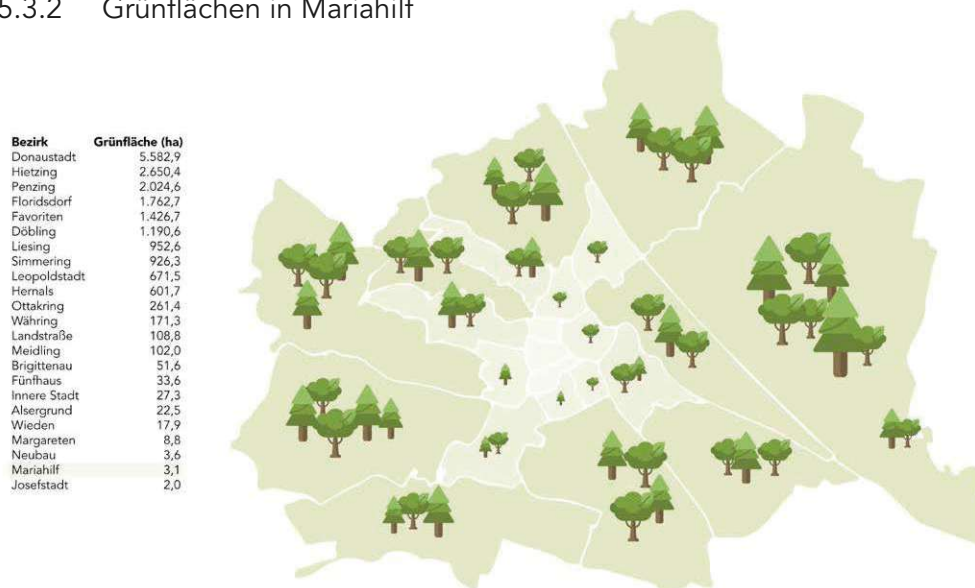 5.3.2 Grünflächen in Mariahilf
Bezirk Grünfläche (ha)
Donaustadt 5.582,9
Hietzing 2.650,4
Penzing 2.024,6
Floridsdorf 1.762,7
Favoriten 1.426,7
Döbling 1.190,6
Liesing 952,6
Simmering 926,3
Leopoldstadt 671,5
Hernals 601,7
Ottakring 261,4
Währing 171,3
Landstraße 108,8
Meidling 102,0
Brigittenau 51,6
Fünfhaus 33,6
Innere Stadt 27,3
Alsergrund 22,5
Wieden 17,9
Margareten 8,8
Neubau 3,6
Mariahilf 3,1
Josefstadt 2,0